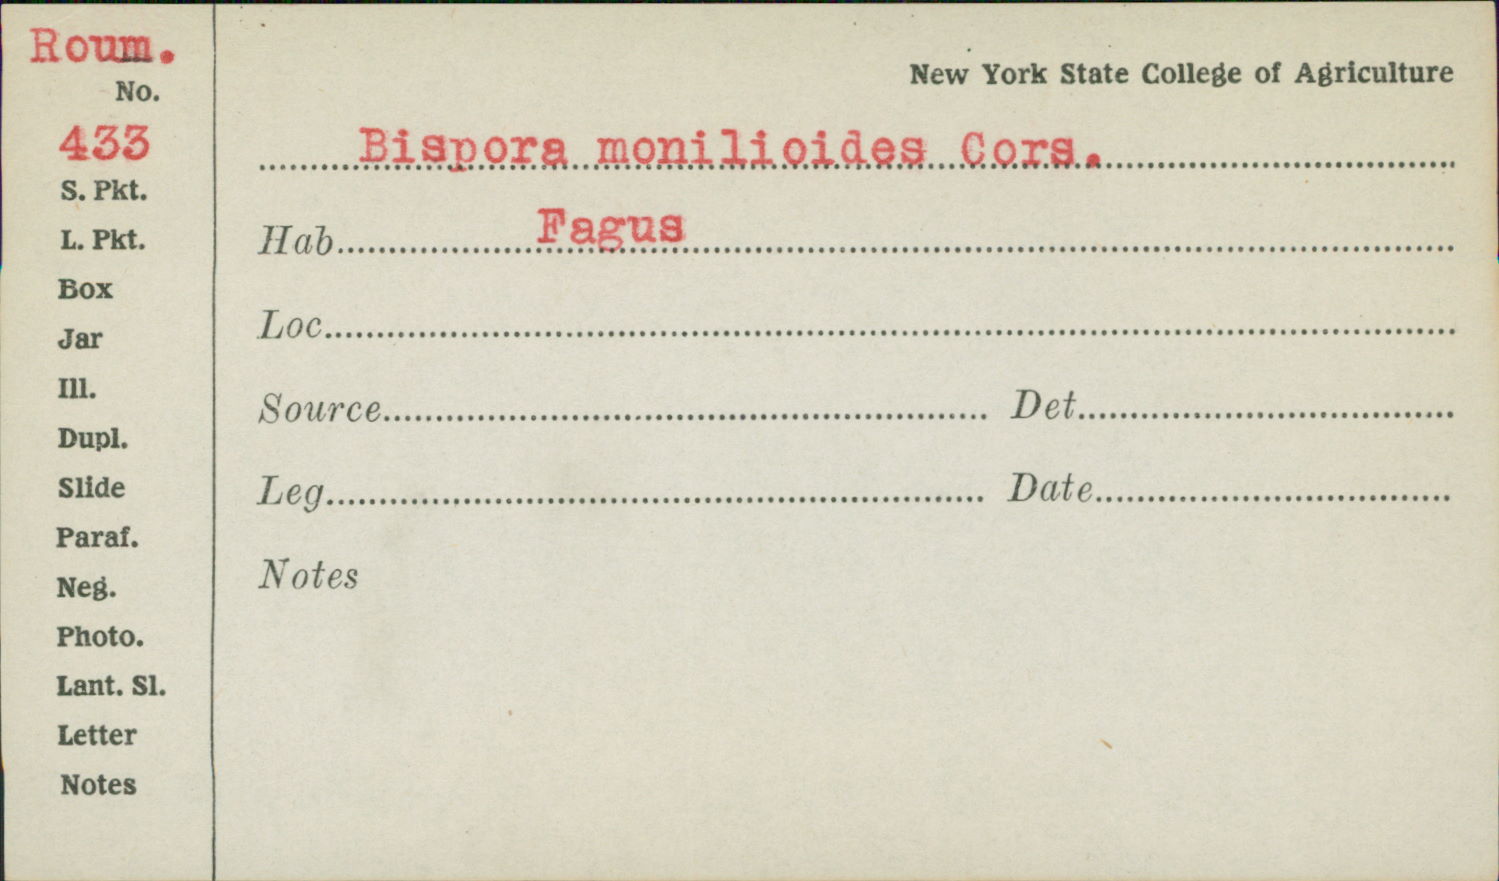 Roum.
No.
433
S. Pkt.
L. Pkt.
Box
Jar
Ill.
Dupl.
Slide
Paraf.
Neg.
Photo.
Lant. Sl.
Letter
Notes
New York State College of Agriculture
Bispora monilioides Cors.
Hab. Fagus
Loc.
Source Det.
Leg. Date
Notes